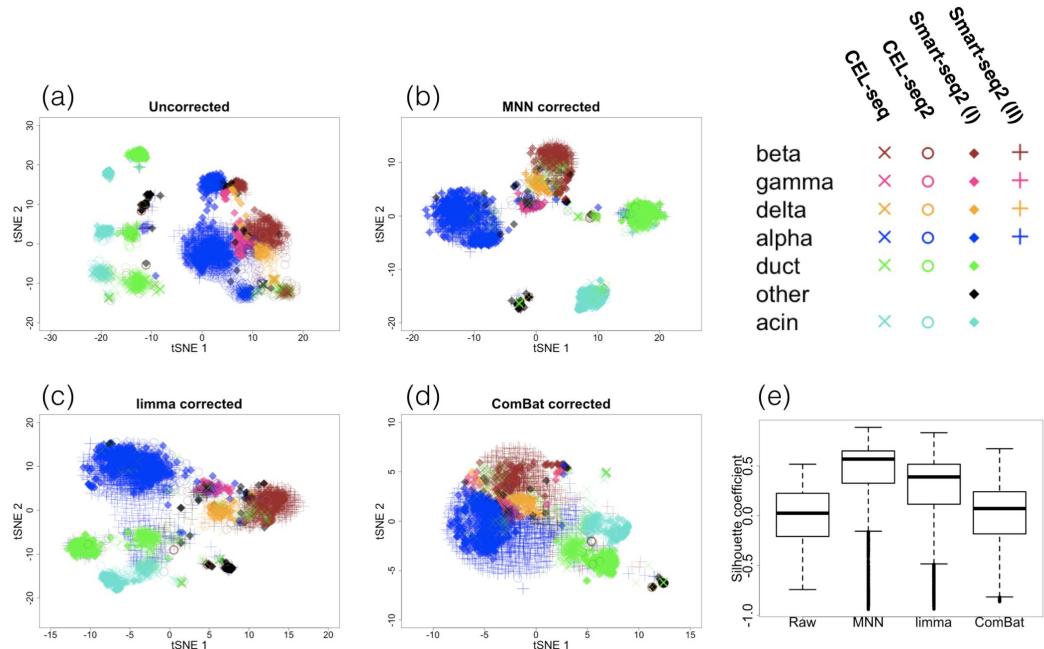 (a)
Uncorrected
30
20
10
0
-10
-20
tSNE 2
-30 -20 -10 0 10 20
tSNE 1
(b)
MNN corrected
10
0
-10
-20
tSNE 2
-20 -10 0 10 20
tSNE 1
CEL-seq
CEL-seq2
Smart-seq2 (I)
Smart-seq2 (II)
beta
gamma
delta
alpha
duct
other
acin
(c)
limma corrected
20
10
0
-10
-20
tSNE 2
-15 -10 -5 0 5 10 15 20
tSNE 1
(d)
ComBat corrected
10
5
0
-5
-10
tSNE 2
-10 -5 0 5 10 15
tSNE 1
(e)
0.5
0.0
-0.5
-1.0
Silhouette coefficient
Raw MNN limma ComBat